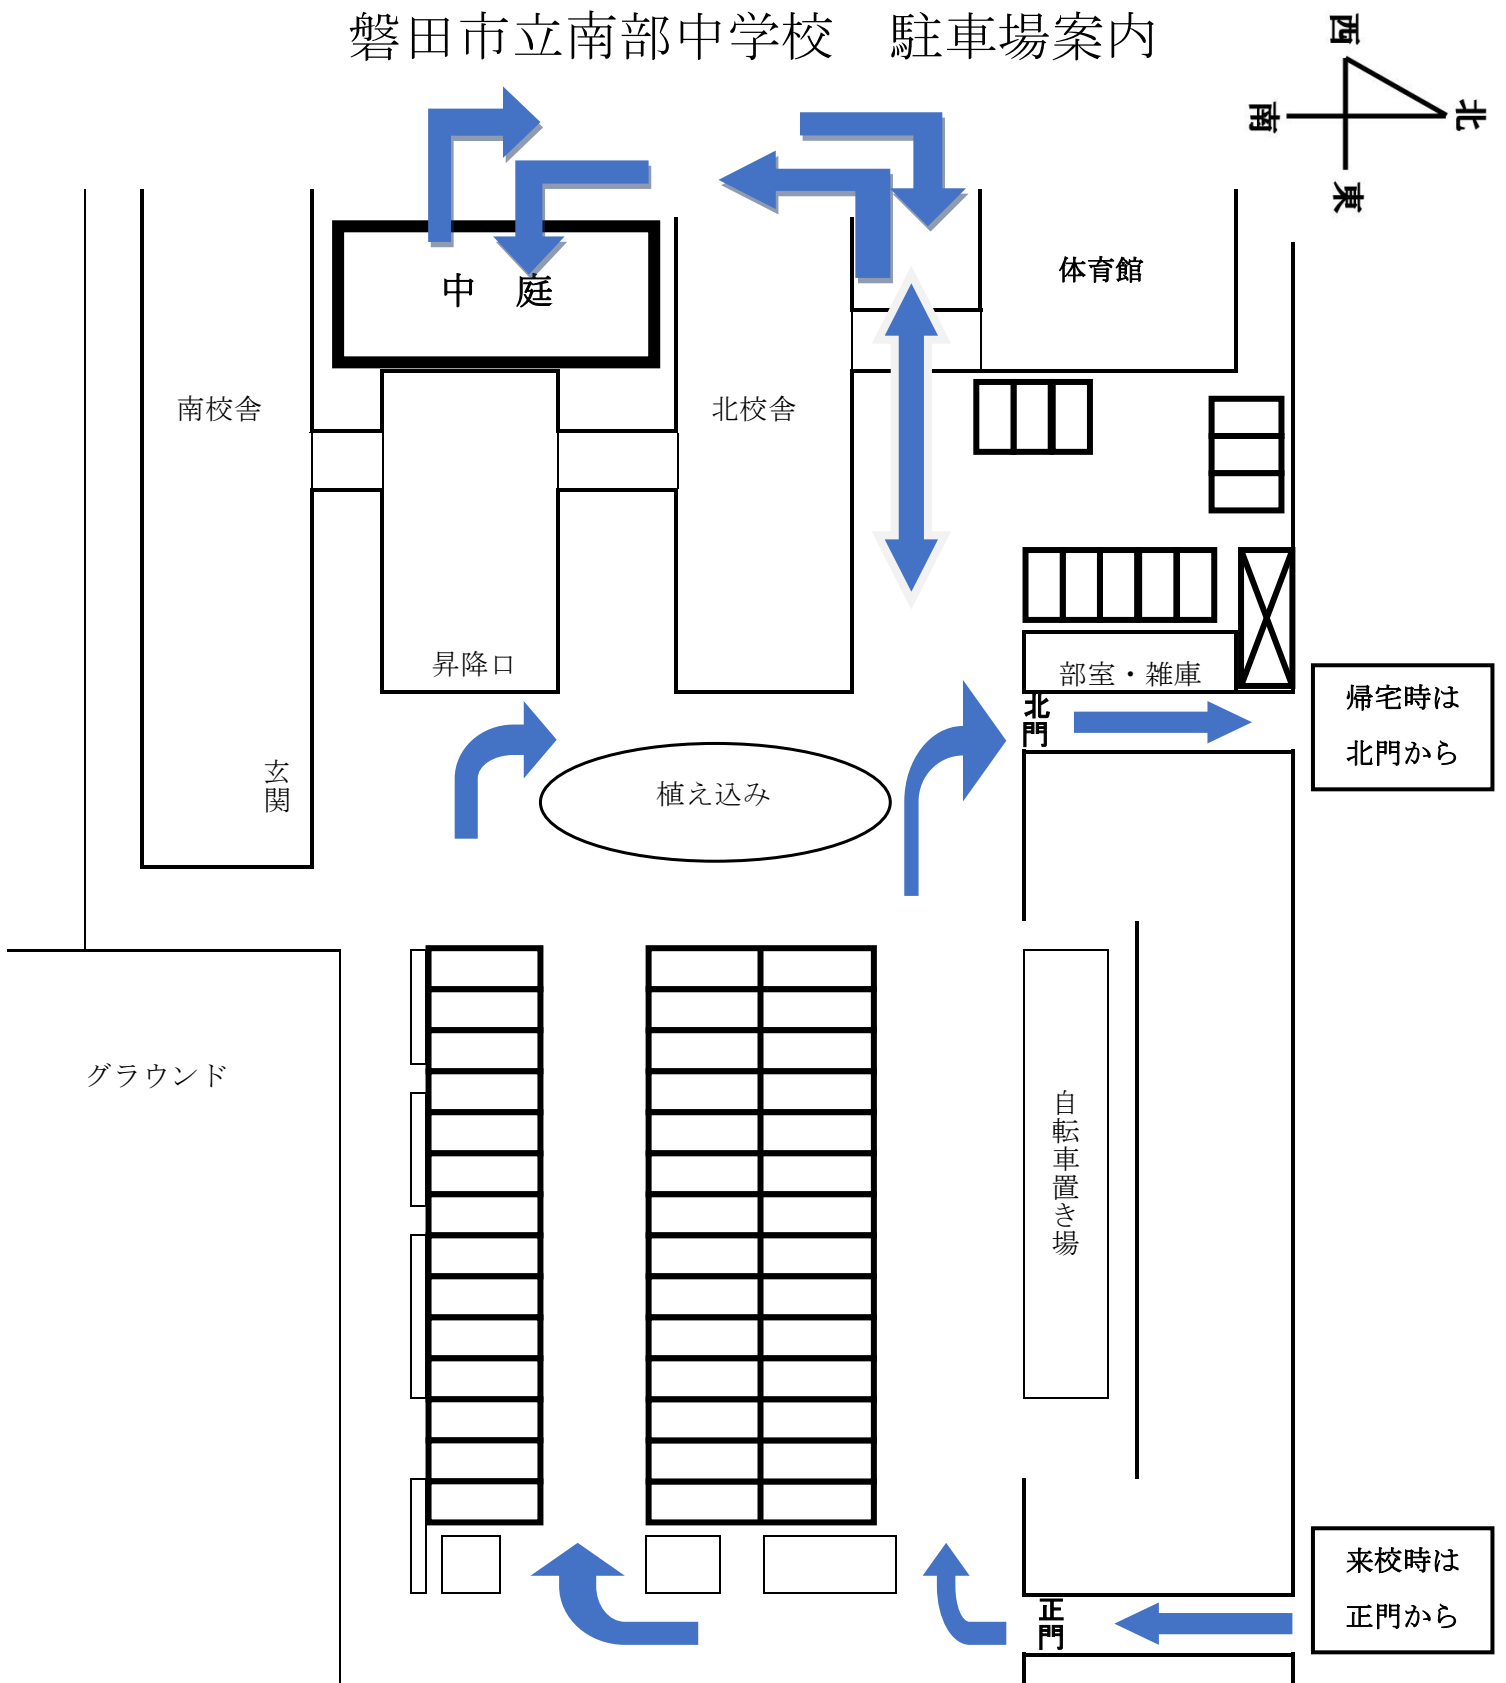 磐田市立南部中学校　駐車場案内
西
北
南
東
体育館
中　庭
南校舎
北校舎
昇降口
部室・雑庫
北門
帰宅時は
北門から
玄関
植え込み
グラウンド
自転車置き場
来校時は
正門から
正門